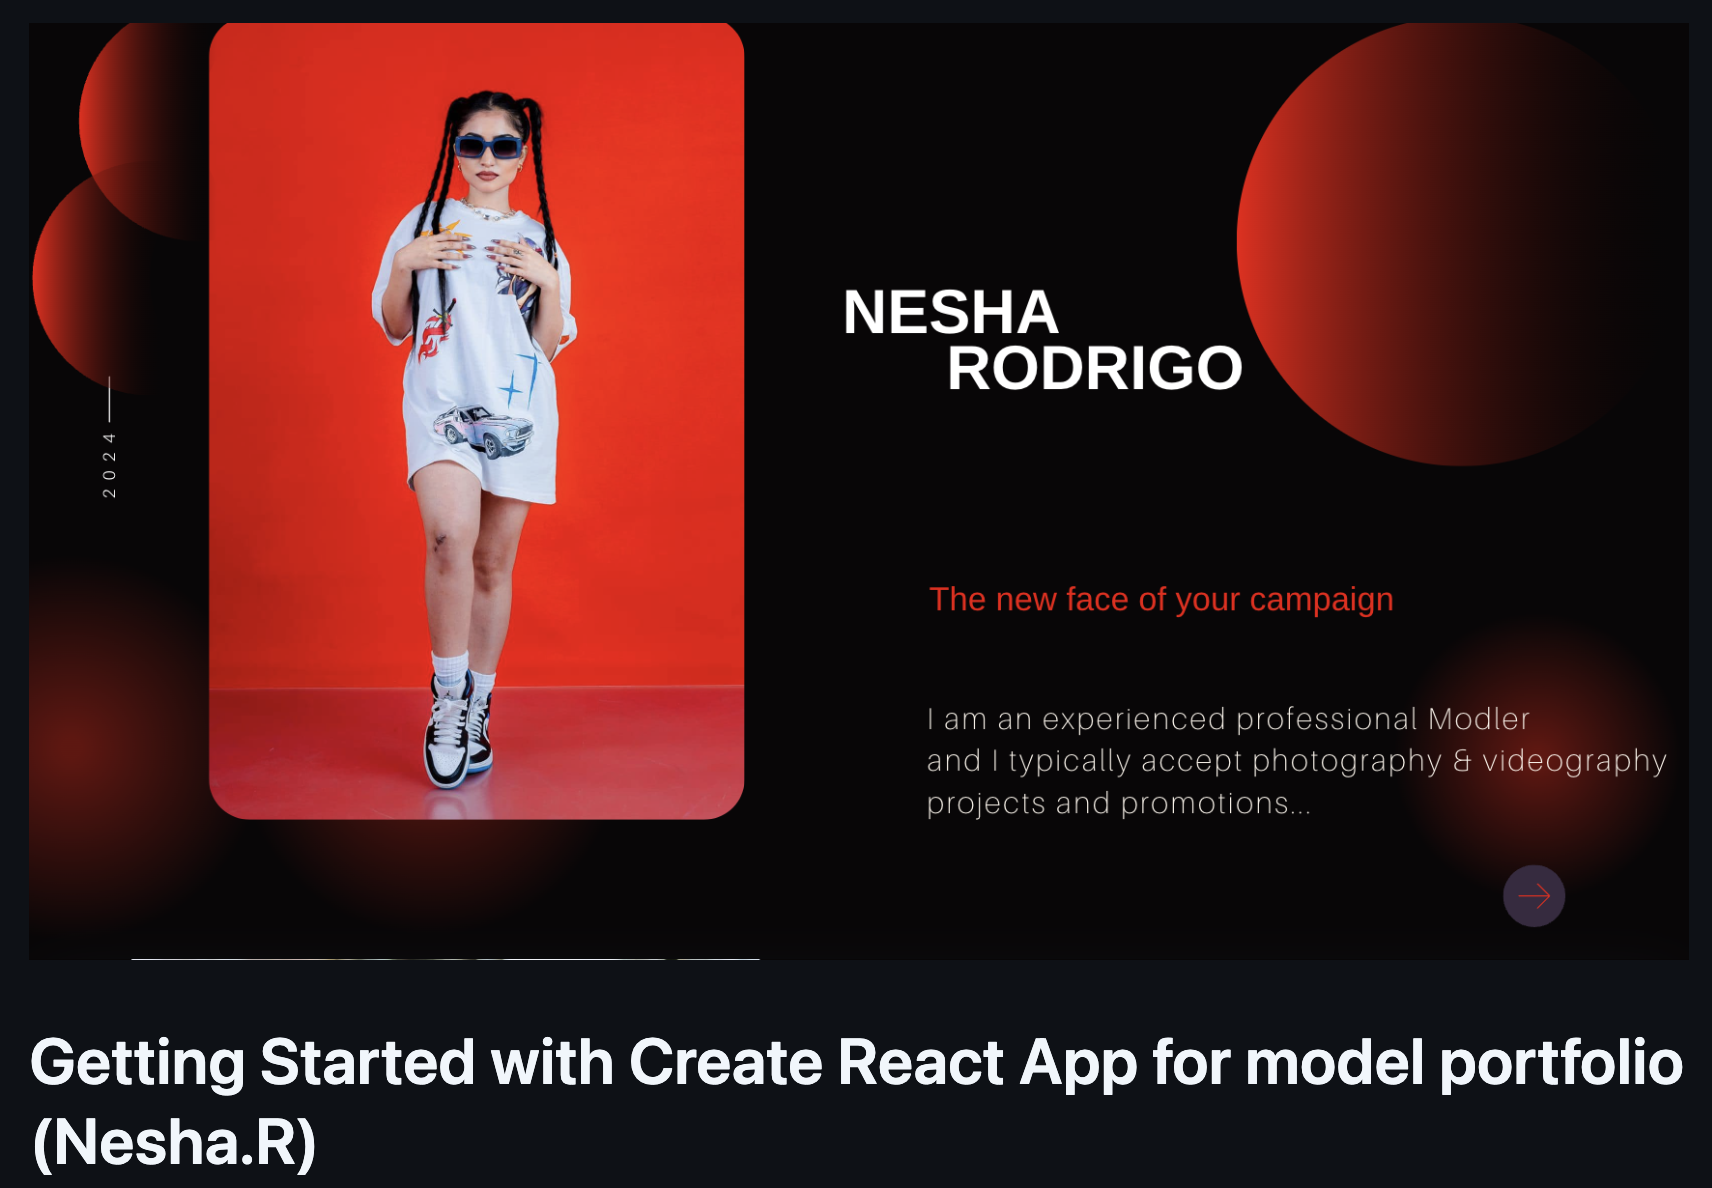 2024
NESHA
RODRIGO
The new face of your campaign
I am an experienced professional Modler
and I typically accept photography & videography
projects and promotions...
Getting Started with Create React App for model portfolio
(Nesha.R)